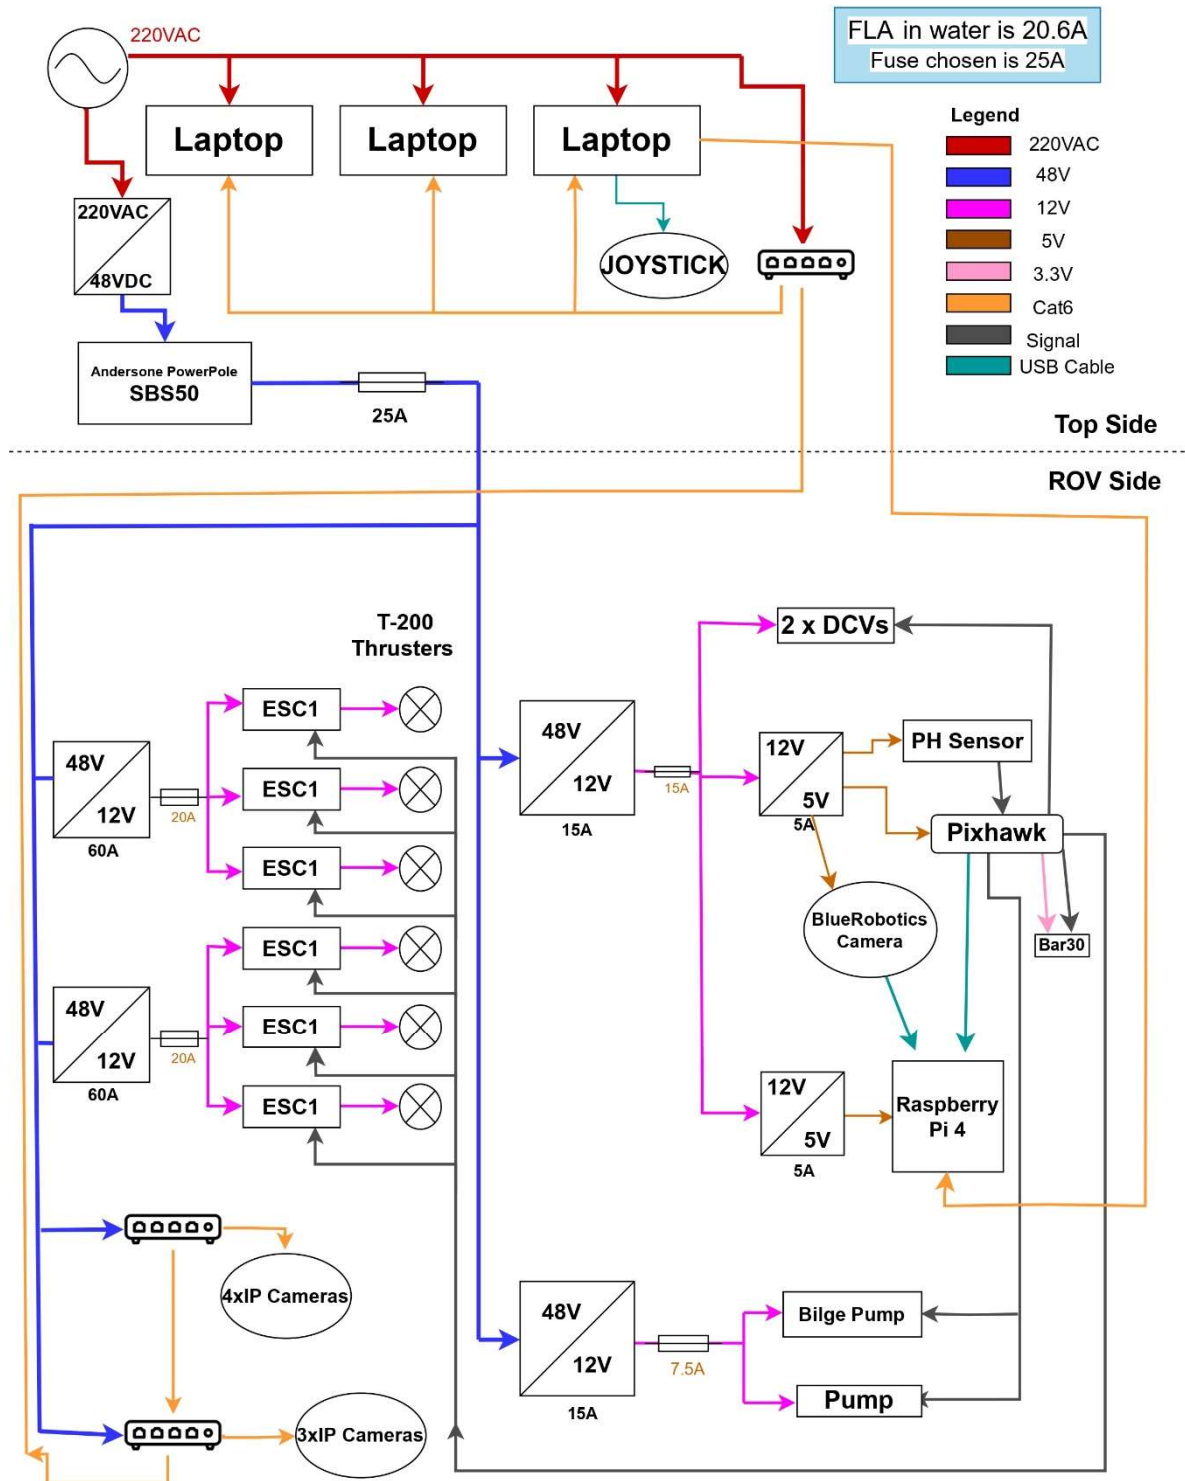 220VAC
FLA in water is 20.6A
Fuse chosen is 25A
Laptop
Laptop
Laptop
Legend
220VAC
48V
12V
5V
3.3V
Cat6
Signal
USB Cable
220VAC
48VDC
JOYSTICK
Andersone PowerPole
SBS50
25A
Top Side
ROV Side
T-200
Thrusters
2 x DCVs
ESC1
ESC1
ESC1
48V
12V
60A
20A
48V
12V
15A
15A
12V
5V
5A
PH Sensor
Pixhawk
BlueRobotics
Camera
Bar30
ESC1
ESC1
ESC1
48V
12V
60A
20A
12V
5V
5A
Raspberry
Pi 4
4xIP Cameras
3xIP Cameras
48V
12V
15A
7.5A
Bilge Pump
Pump